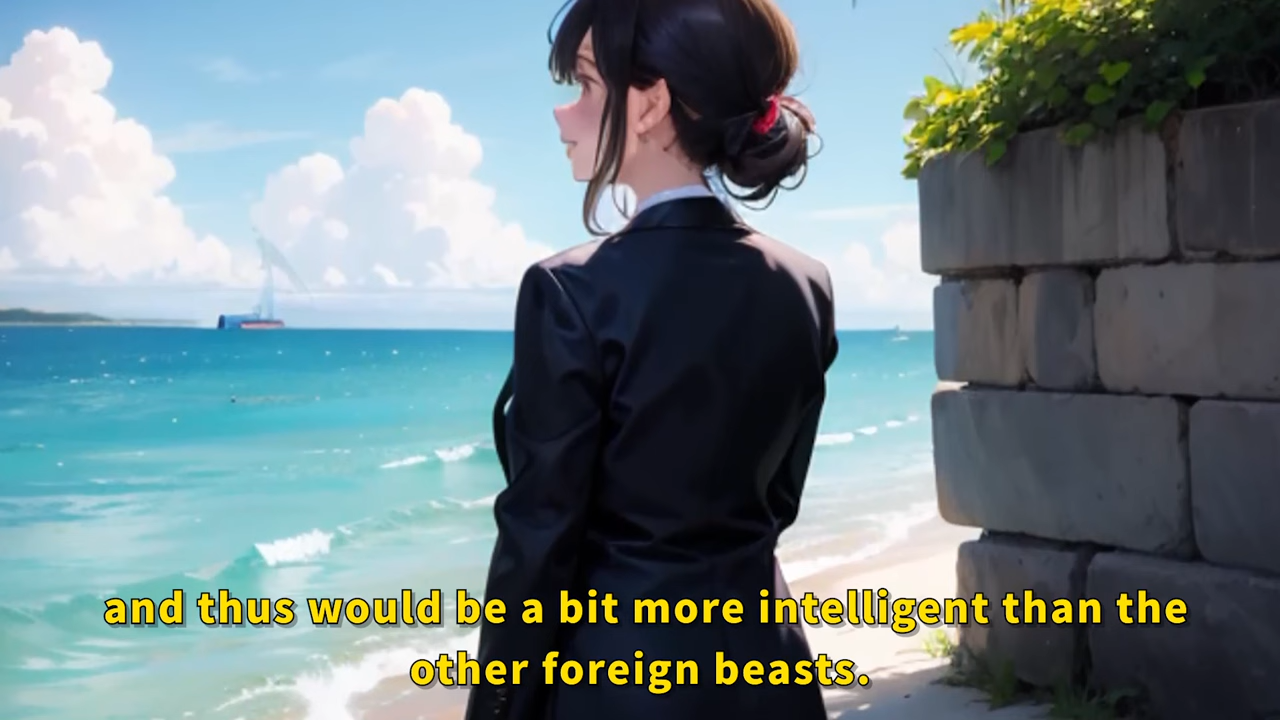 and thus would be a bit more intelligent than the
other foreign beasts.